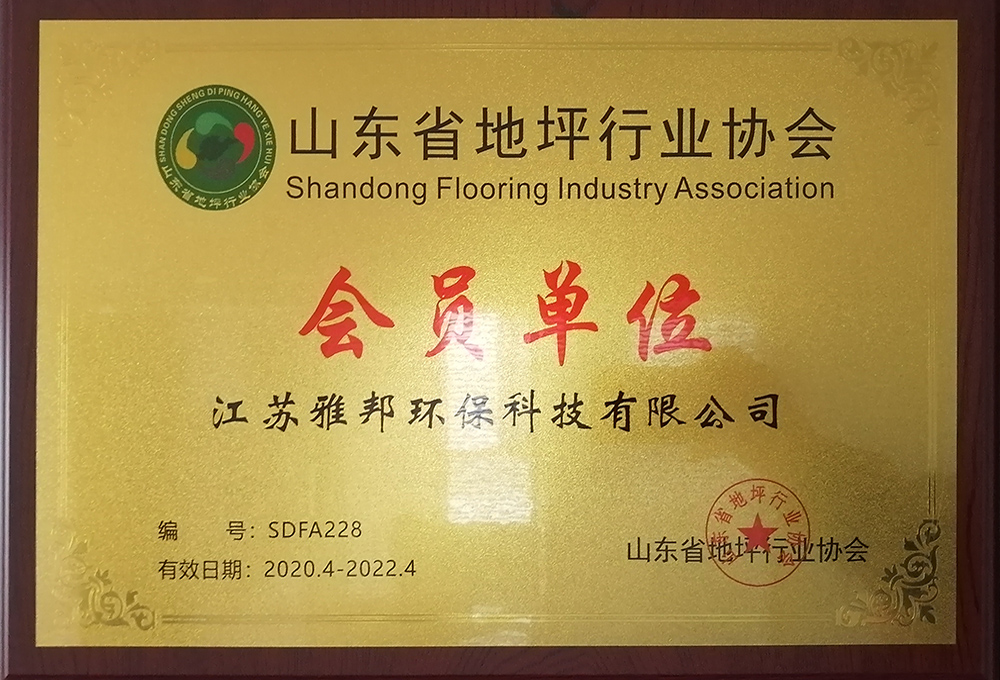 SHAN DONG SHENG DI PING HANG YE XIE HUI
山东省地坪行业协会
山东省地坪行业协会
Shandong Flooring Industry Association
会员单位
江苏雅邦环保科技有限公司
编 号：SDFA228
有效日期：2020.4-2022.4
山东省地坪行业协会
山东省地坪行业协会